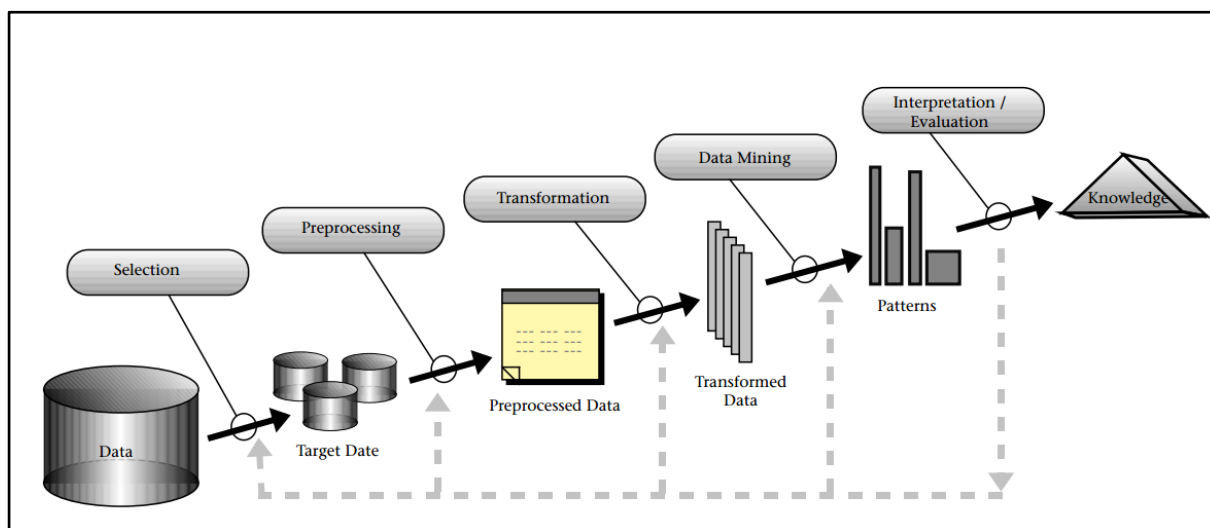 Interpretation /
Evaluation
Data Mining
Transformation
Preprocessing
Selection
Knowledge
Patterns
Transformed
Data
Preprocessed Data
Target Date
Data